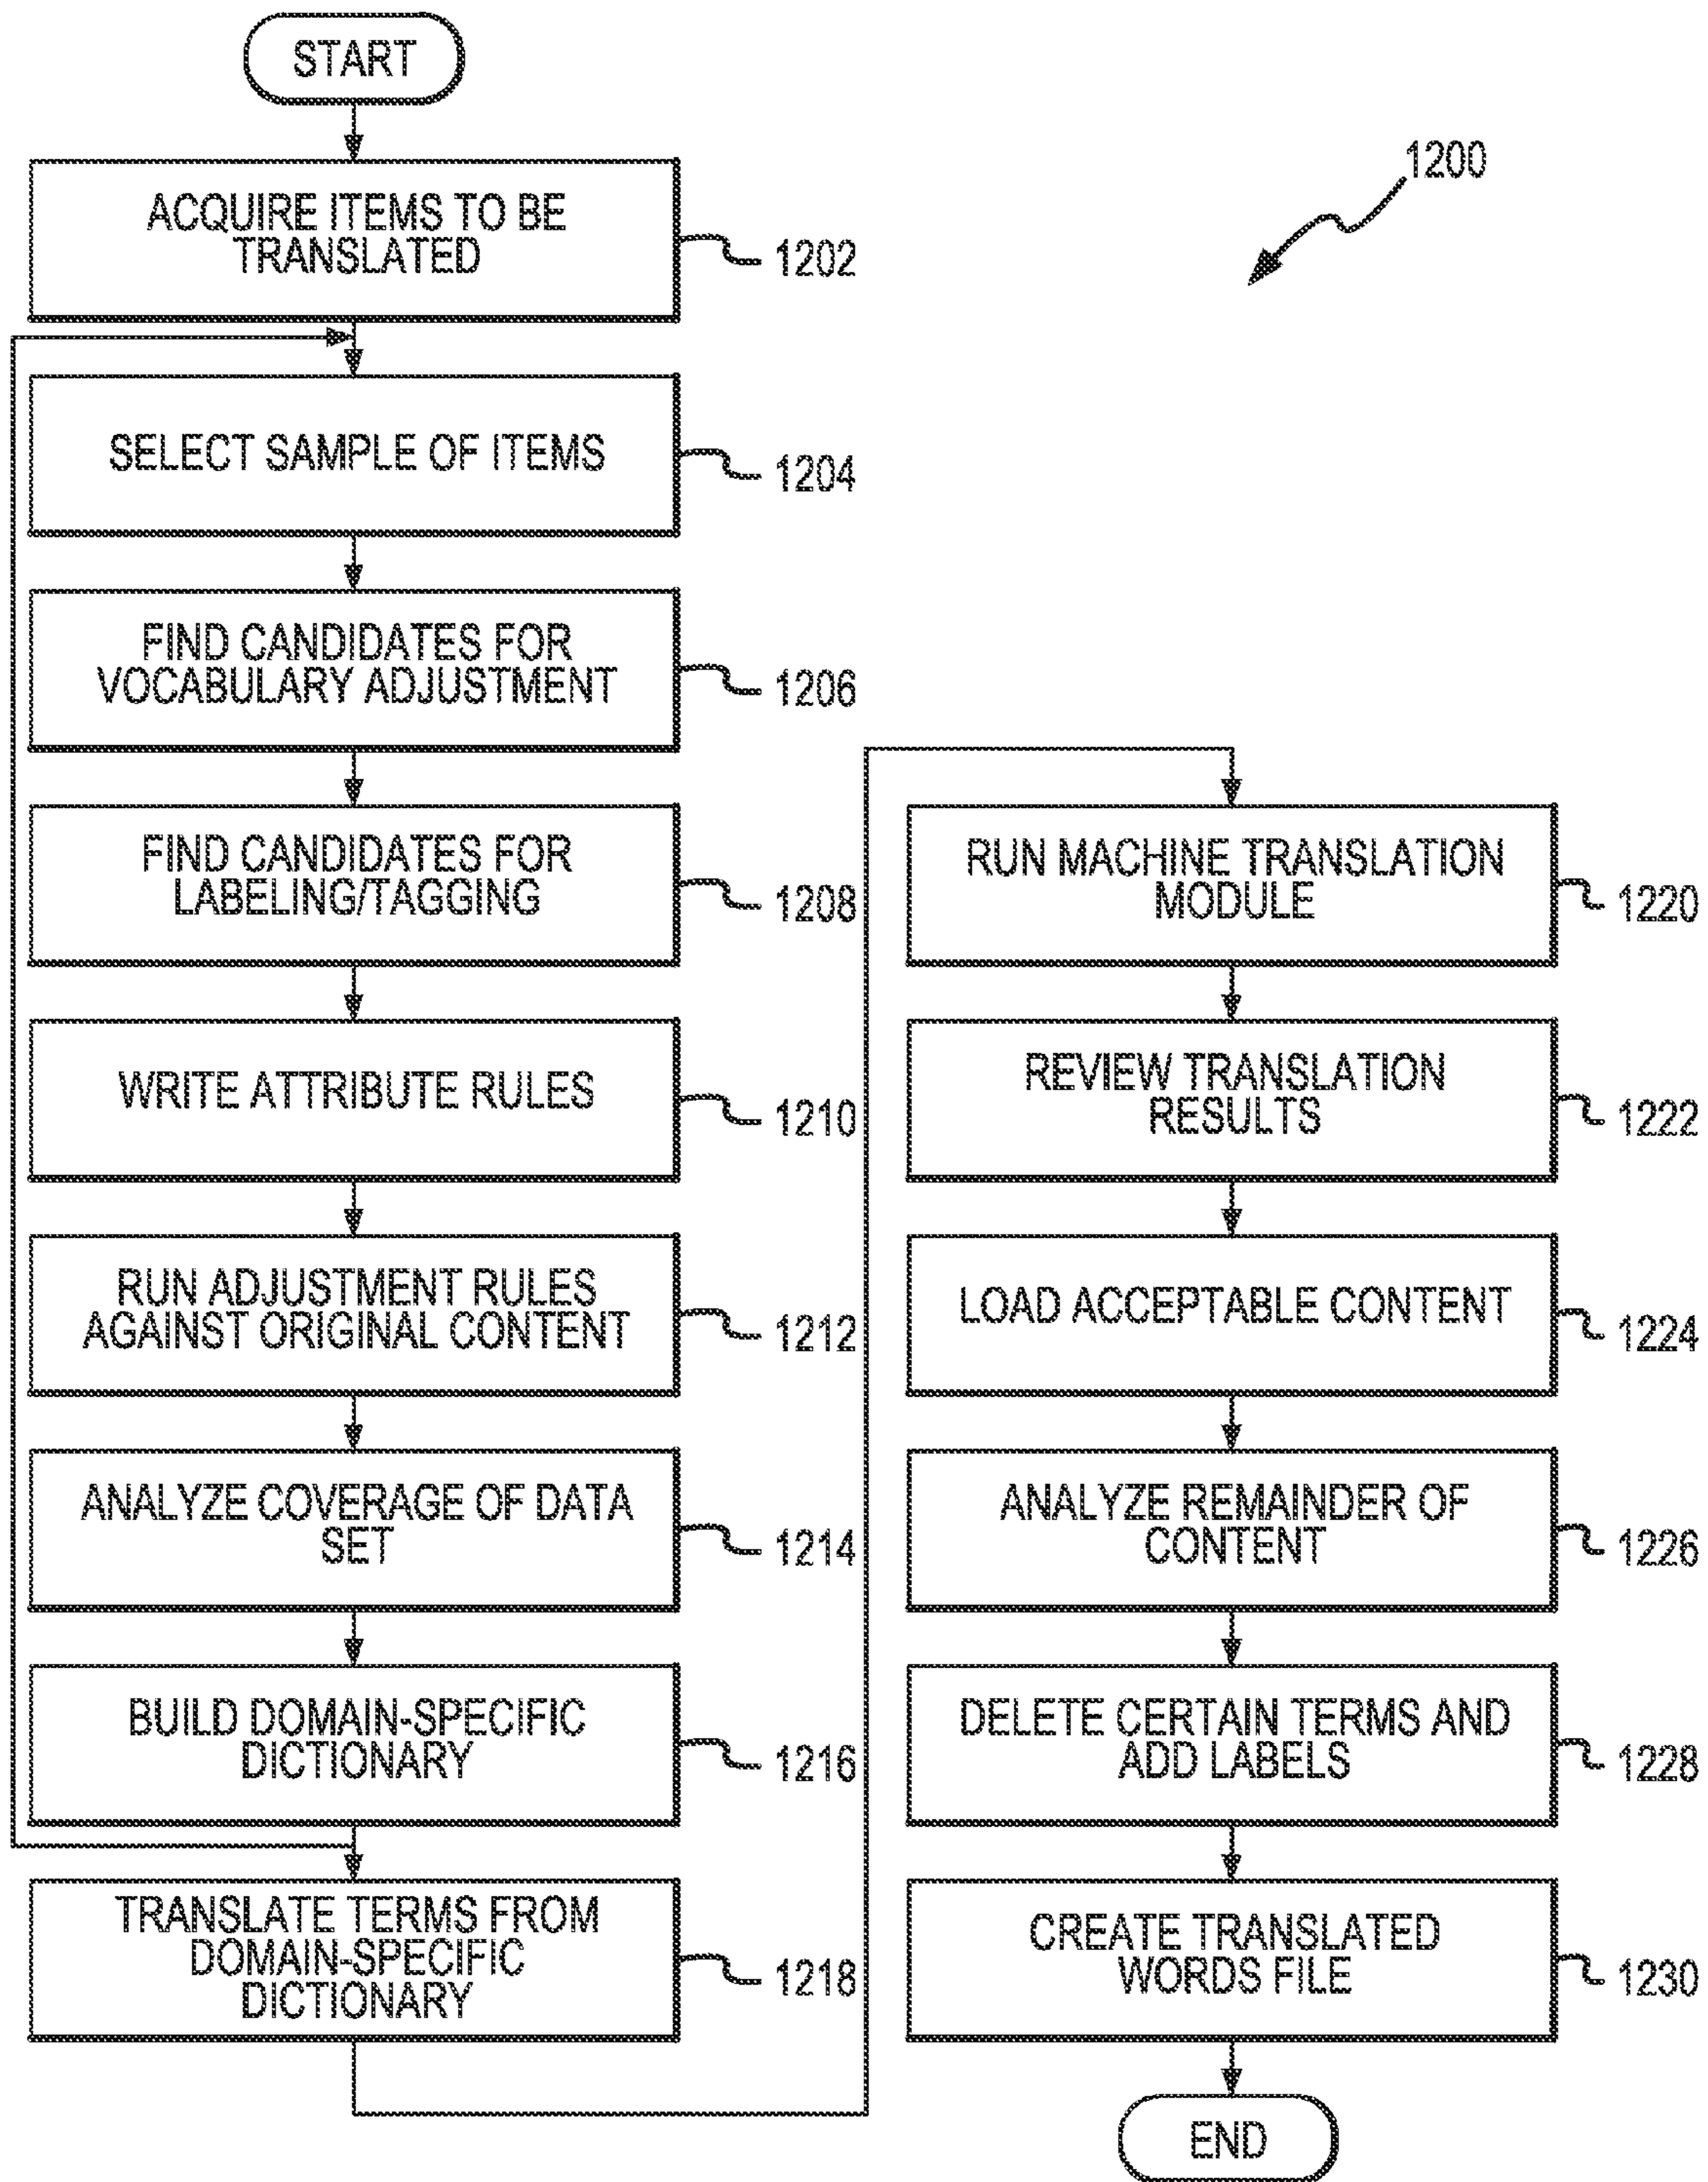 START
ACQUIRE ITEMS TO BE
TRANSLATED
1202
SELECT SAMPLE OF ITEMS
1204
FIND CANDIDATES FOR
VOCABULARY ADJUSTMENT
1206
FIND CANDIDATES FOR
LABELING/TAGGING
1208
WRITE ATTRIBUTE RULES
1210
RUN ADJUSTMENT RULES
AGAINST ORIGINAL CONTENT
1212
ANALYZE COVERAGE OF DATA
SET
1214
BUILD DOMAIN-SPECIFIC
DICTIONARY
1216
TRANSLATE TERMS FROM
DOMAIN-SPECIFIC
DICTIONARY
1218
1200
RUN MACHINE TRANSLATION
MODULE
1220
REVIEW TRANSLATION
RESULTS
1222
LOAD ACCEPTABLE CONTENT
1224
ANALYZE REMAINDER OF
CONTENT
1226
DELETE CERTAIN TERMS AND
ADD LABELS
1228
CREATE TRANSLATED
WORDS FILE
1230
END